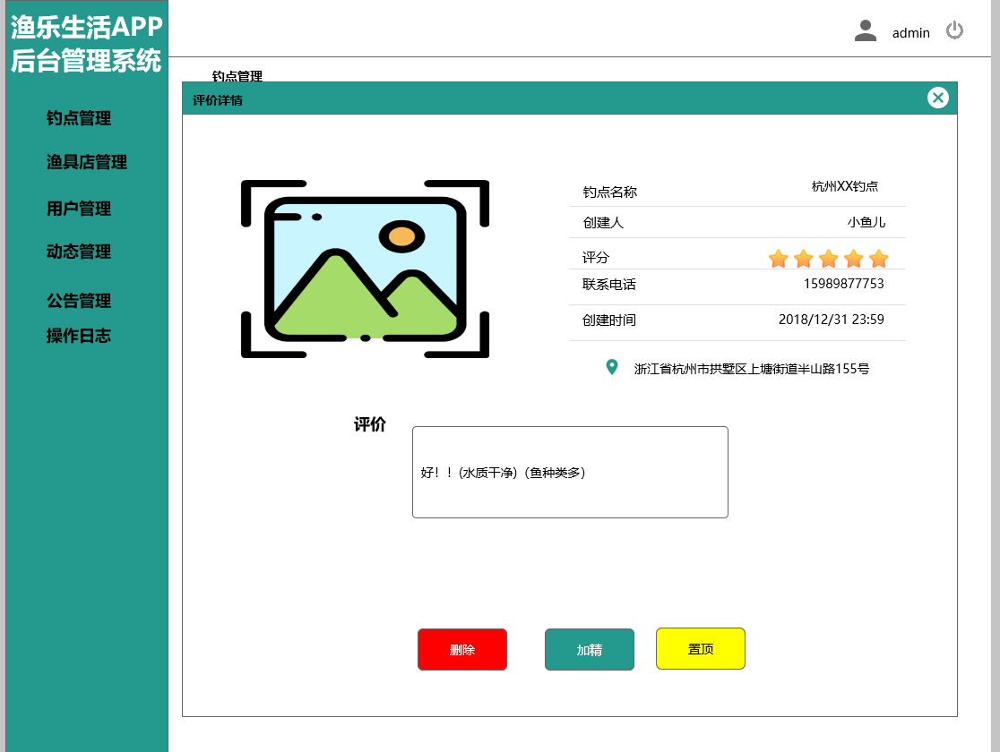 渔乐生活APP
后台管理系统
admin
钓点管理
渔具店管理
用户管理
动态管理
公告管理
操作日志
钓点管理
评价详情
钓点名称 杭州XX钓点
创建人 小鱼儿
评分
联系电话 15989877753
创建时间 2018/12/31 23:59
浙江省杭州市拱墅区上塘街道半山路155号
评价
好！！(水质干净)（鱼种类多）
删除 加精 置顶